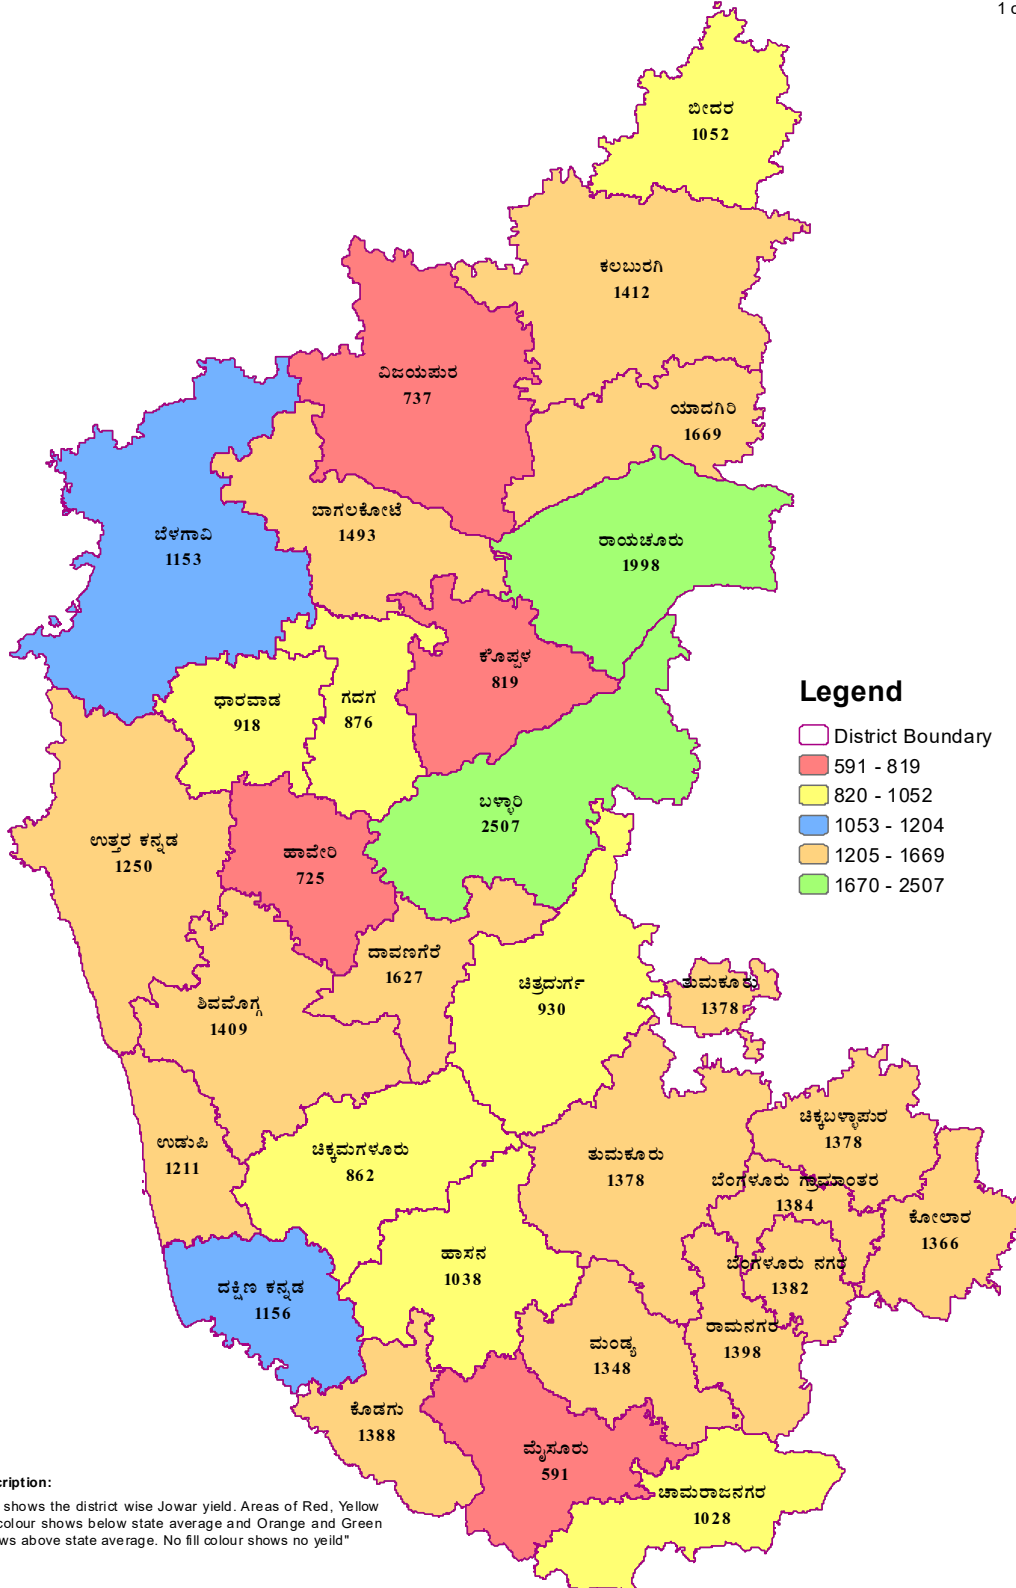 1
ಬೀದರ
1052
ಕಲಬುರಗಿ
1412
ವಿಜಯಪುರ
737
ಯಾದಗಿರಿ
1669
ಬಾಗಲಕೋಟೆ
1493
ಬೆಳಗಾವಿ
1153
ರಾಯಚೂರು
1998
ಕೊಪ್ಪಳ
819
ಧಾರವಾಡ
918
ಗದಗ
876
Legend
District Boundary
591 - 819
820 - 1052
1053 - 1204
1205 - 1669
1670 - 2507
ಬಳ್ಳಾರಿ
2507
ಉತ್ತರ ಕನ್ನಡ
1250
ಹಾವೇರಿ
725
ದಾವಣಗೆರೆ
1627
ಚಿತ್ರದುರ್ಗ
930
ತುಮಕೂರು
1378
ಶಿವಮೊಗ್ಗ
1409
ಚಿಕ್ಕಬಳ್ಳಾಪುರ
1378
ಉಡುಪಿ
1211
ಚಿಕ್ಕಮಗಳೂರು
862
ತುಮಕೂರು
1378
ಬೆಂಗಳೂರು ಗ್ರಾಮಾಂತರ
1384
ಕೋಲಾರ
1366
ಹಾಸನ
1038
ಬೆಂಗಳೂರು ನಗರ
1382
ದಕ್ಷಿಣ ಕನ್ನಡ
1156
ರಾಮನಗರ
1398
ಮಂಡ್ಯ
1348
ಕೊಡಗು
1388
ಮೈಸೂರು
591
ಚಾಮರಾಜನಗರ
1028
cription:
shows the district wise Jowar yield. Areas of Red, Yellow
colour shows below state average and Orange and Green
ws above state average. No fill colour shows no yeild"